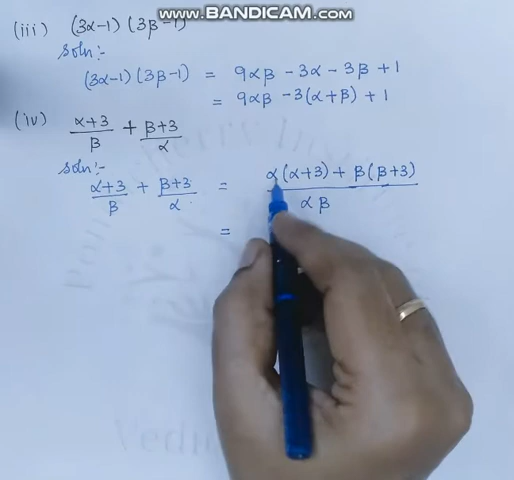 www.BANDICAM.com
(iii) (3α-1) (3β-1)
Soln:-
(3α-1) (3β-1) = 9αβ - 3α - 3β + 1
= 9αβ - 3(α+β) + 1
(iv) α+3/β + β+3/α
Soln:-
α+3/β + β+3/α = α(α+3) + β(β+3)/αβ
=